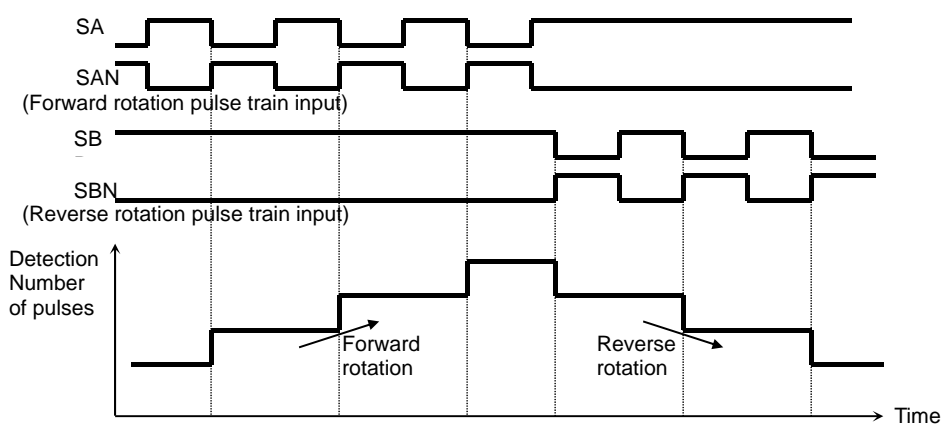 SA
SAN
(Forward rotation pulse train input)
SB
SBN
(Reverse rotation pulse train input)
Detection
Number
of pulses
Forward
rotation
Reverse
rotation
Time